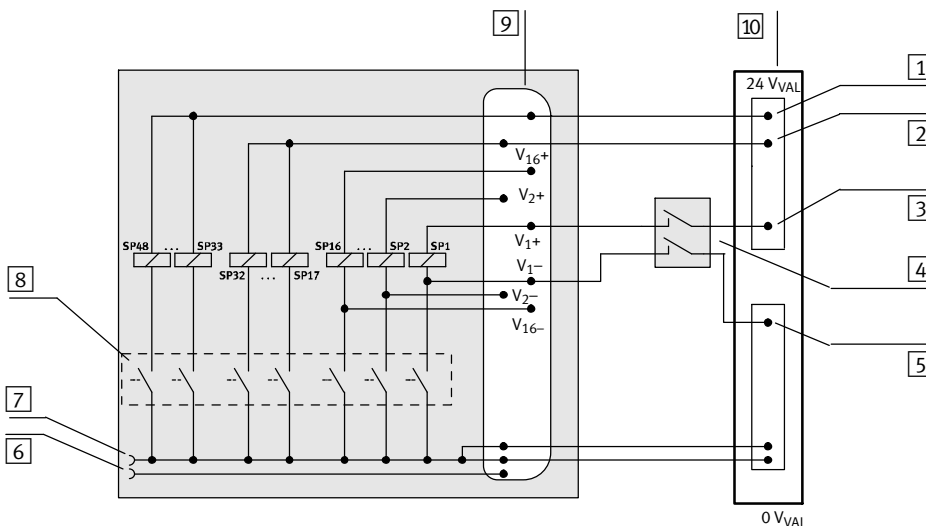 9
10
1
24 VVAL
2
V16+
V2+
3
SP48 ... SP33
SP16 ... SP2 SP1
V1+
SP32 ... SP17
V1–
4
8
V2–
V16–
5
7
6
0 VVAL